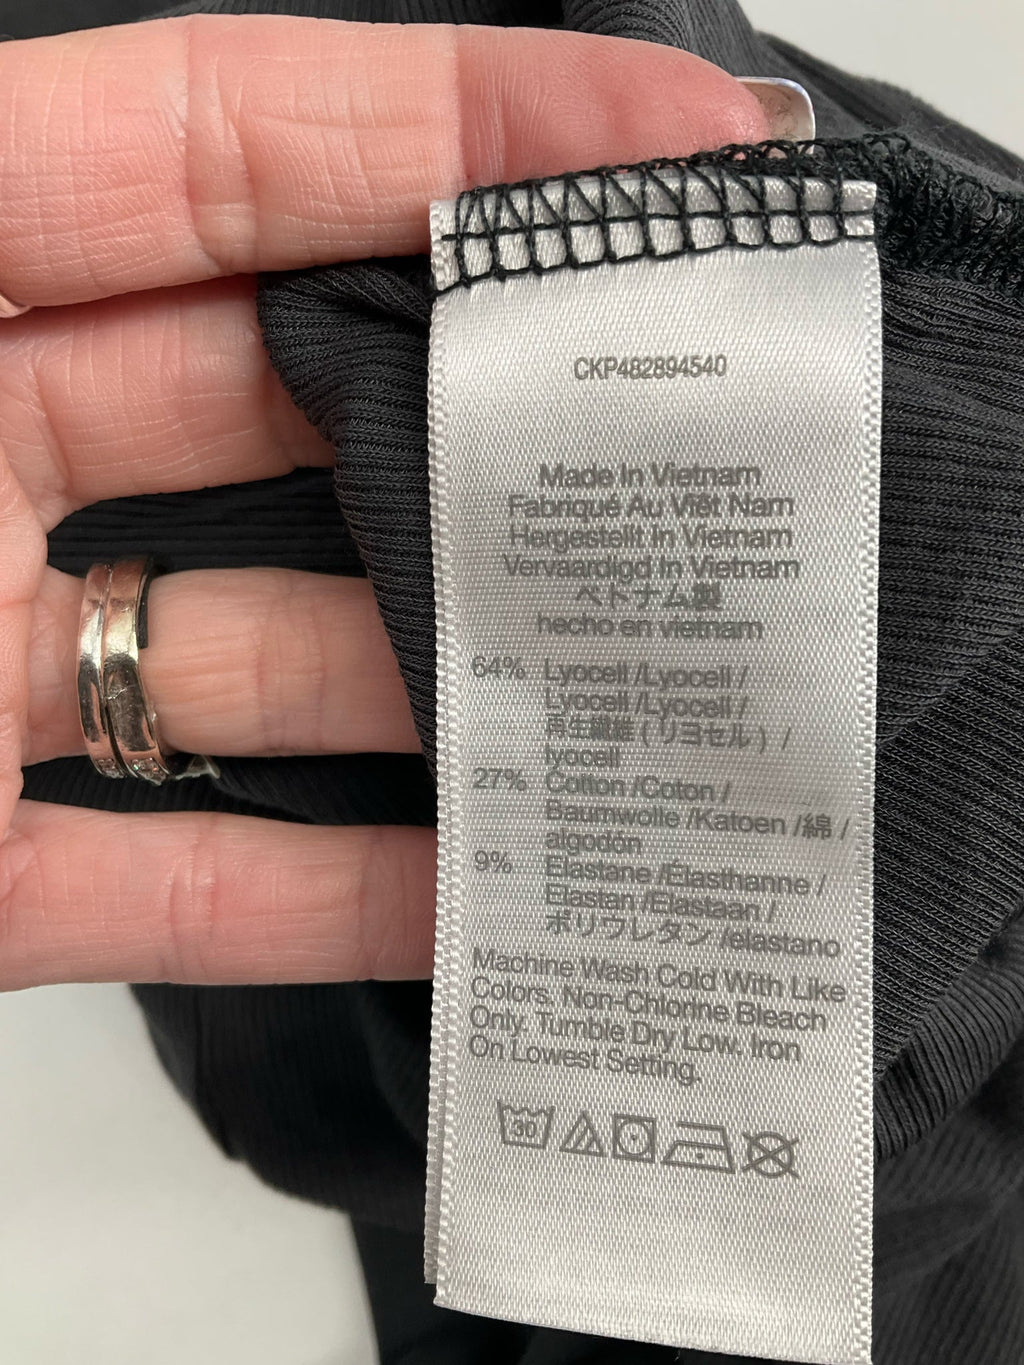 CKP482894540
Made In Vietnam
Fabriqué Au Viêt Nam
Hergestellt In Vietnam
Vervaardigd In Vietnam
ベトナム製
hecho en vietnam
64% Lyocell /Lyocell /
Lyocell /Lyocell /
再生繊維 ( リヨセル ) /
lyocell
27% Cotton /Coton /
Baumwolle /Katoen /綿 /
algodón
9% Elastane /Élasthanne /
Elastan /Elastaan /
ポリウレタン /elastano
Machine Wash Cold With Like
Colors. Non-Chlorine Bleach
Only. Tumble Dry Low. Iron
On Lowest Setting.
30